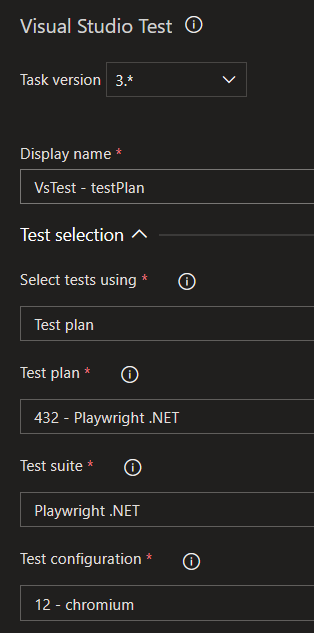 Visual Studio Test
Task version 3.*
Display name *
VsTest - testPlan
Test selection
Select tests using *
Test plan
Test plan *
432 - Playwright .NET
Test suite *
Playwright .NET
Test configuration *
12 - chromium